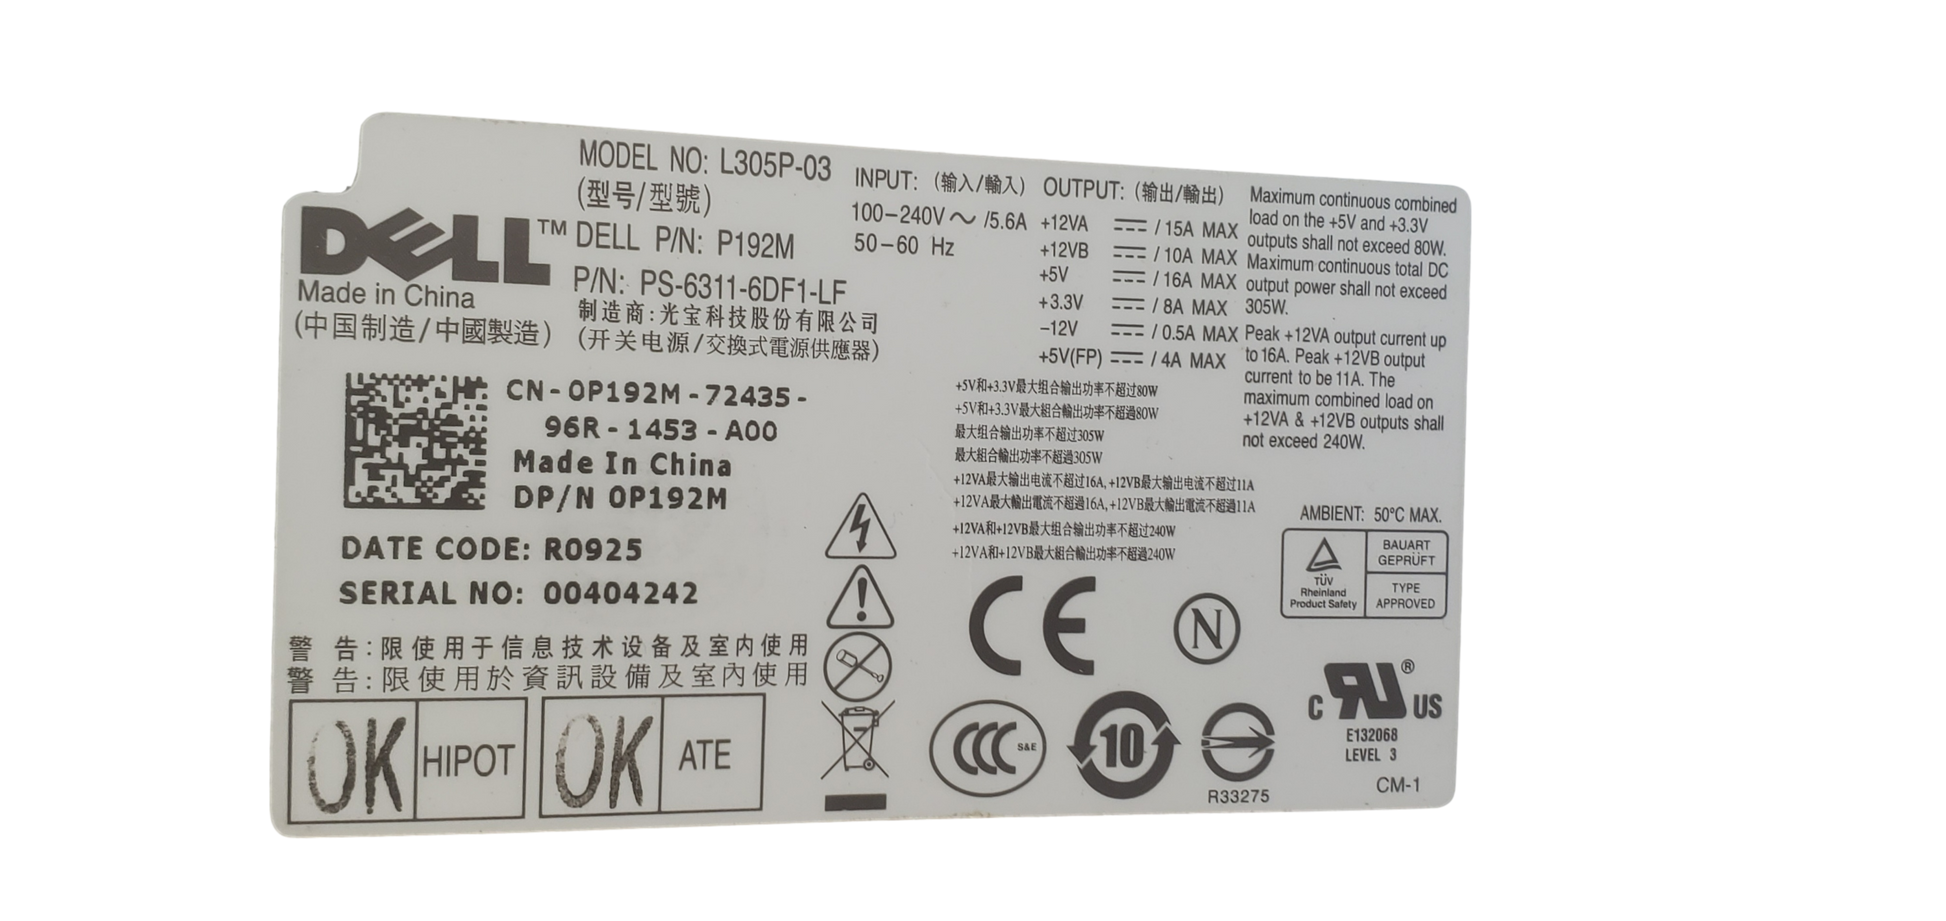 MODEL NO: L305P-03
(型号/型號)
DELL™
DELL P/N: P192M
P/N: PS-6311-6DF1-LF
Made in China
(中国制造/中國製造)
制造商:光宝科技股份有限公司
(开关电源/交換式電源供應器)
INPUT: (输入/輸入)
100-240V ～ /5.6A
50-60 Hz
OUTPUT: (输出/輸出)
+12VA ⎓ / 15A MAX
+12VB ⎓ / 10A MAX
+5V ⎓ / 16A MAX
+3.3V ⎓ / 8A MAX
-12V ⎓ / 0.5A MAX
+5V(FP) ⎓ / 4A MAX
Maximum continuous combined
load on the +5V and +3.3V
outputs shall not exceed 80W.
Maximum continuous total DC
output power shall not exceed
305W.
Peak +12VA output current up
to 16A. Peak +12VB output
current to be 11A. The
maximum combined load on
+12VA & +12VB outputs shall
not exceed 240W.
+5V和+3.3V最大组合输出功率不超过80W
+5V和+3.3V最大組合輸出功率不超過80W
最大组合输出功率不超过305W
最大組合輸出功率不超過305W
+12VA最大输出电流不超过16A, +12VB最大输出电流不超过11A
+12VA最大輸出電流不超過16A, +12VB最大輸出電流不超過11A
+12VA和+12VB最大组合输出功率不超过240W
+12VA和+12VB最大組合輸出功率不超過240W
CN-0P192M-72435-
96R-1453-A00
Made In China
DP/N 0P192M
DATE CODE: R0925
SERIAL NO: 00404242
警 告:限使用于信息技术设备及室内使用
警 告:限使用於資訊設備及室內使用
OK HIPOT
OK ATE
AMBIENT: 50°C MAX.
TÜV
Rheinland
Product Safety
BAUART
GEPRÜFT
TYPE
APPROVED
CE
N
CCC S&E
10
R33275
C RU® US
E132068
LEVEL 3
CM-1